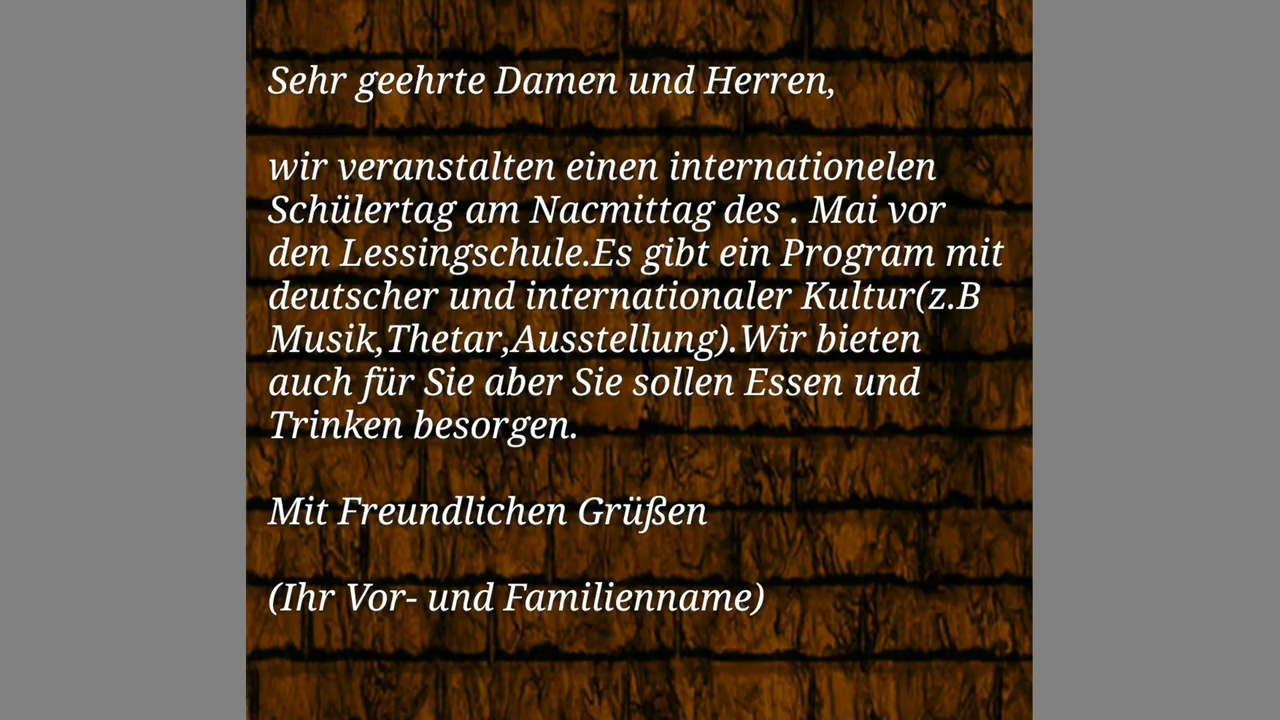 Sehr geehrte Damen und Herren,
wir veranstalten einen internationelen
Schülertag am Nacmittag des . Mai vor
den Lessingschule.Es gibt ein Program mit
deutscher und internationaler Kultur(z.B
Musik,Thetar,Ausstellung).Wir bieten
auch für Sie aber Sie sollen Essen und
Trinken besorgen.
Mit Freundlichen Grüßen
(Ihr Vor- und Familienname)